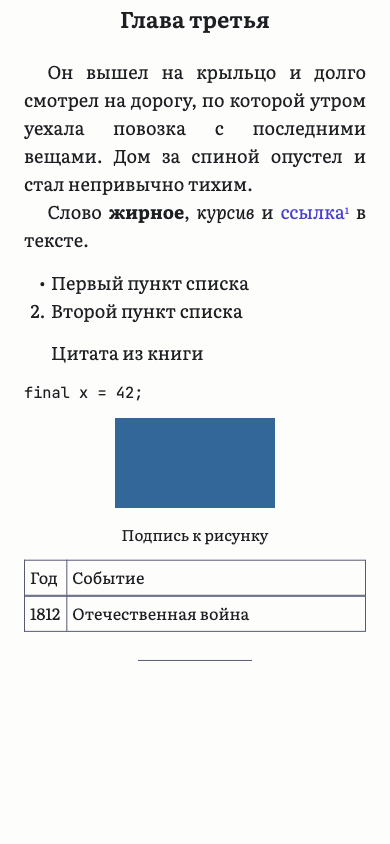 Глава третья
Он вышел на крыльцо и долго
смотрел на дорогу, по которой утром
уехала повозка с последними
вещами. Дом за спиной опустел и
стал непривычно тихим.
Слово жирное, курсив и ссылка¹ в
тексте.
• Первый пункт списка
2. Второй пункт списка
Цитата из книги
final x = 42;
Подпись к рисунку
Год Событие
1812 Отечественная война